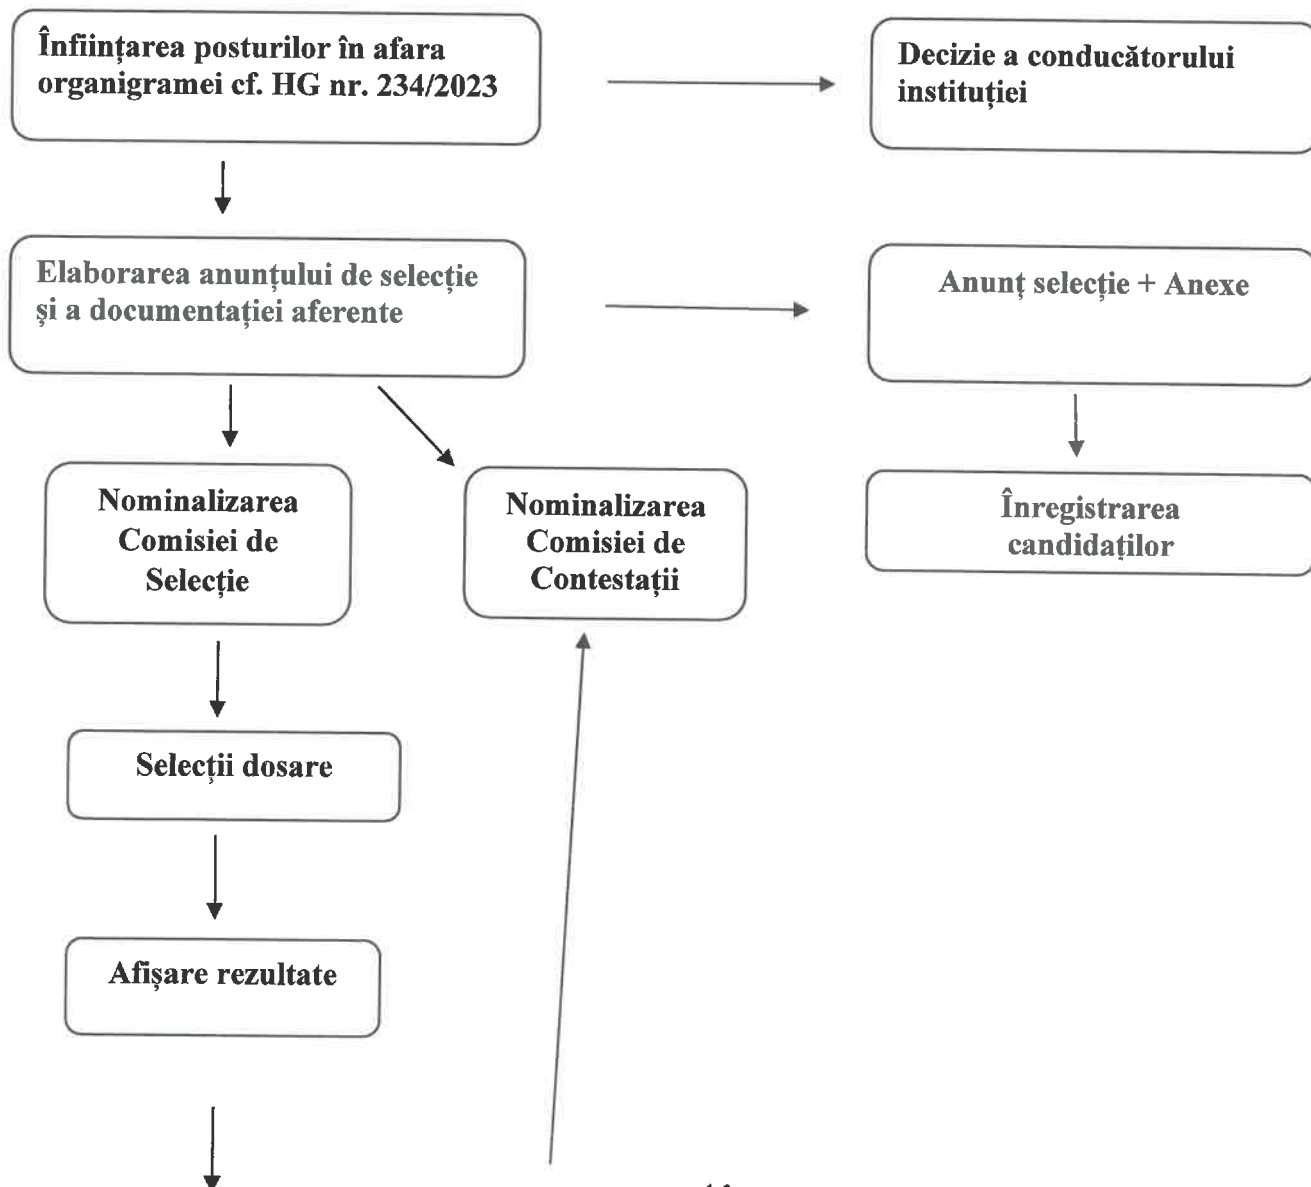 Înființarea posturilor în afara
organigramei cf. HG nr. 234/2023
Decizie a conducătorului
instituției
Elaborarea anunțului de selecție
și a documentației aferente
Anunț selecție + Anexe
Nominalizarea
Comisiei de
Selecție
Nominalizarea
Comisiei de
Contestații
Înregistrarea
candidaților
Selecții dosare
Afișare rezultate